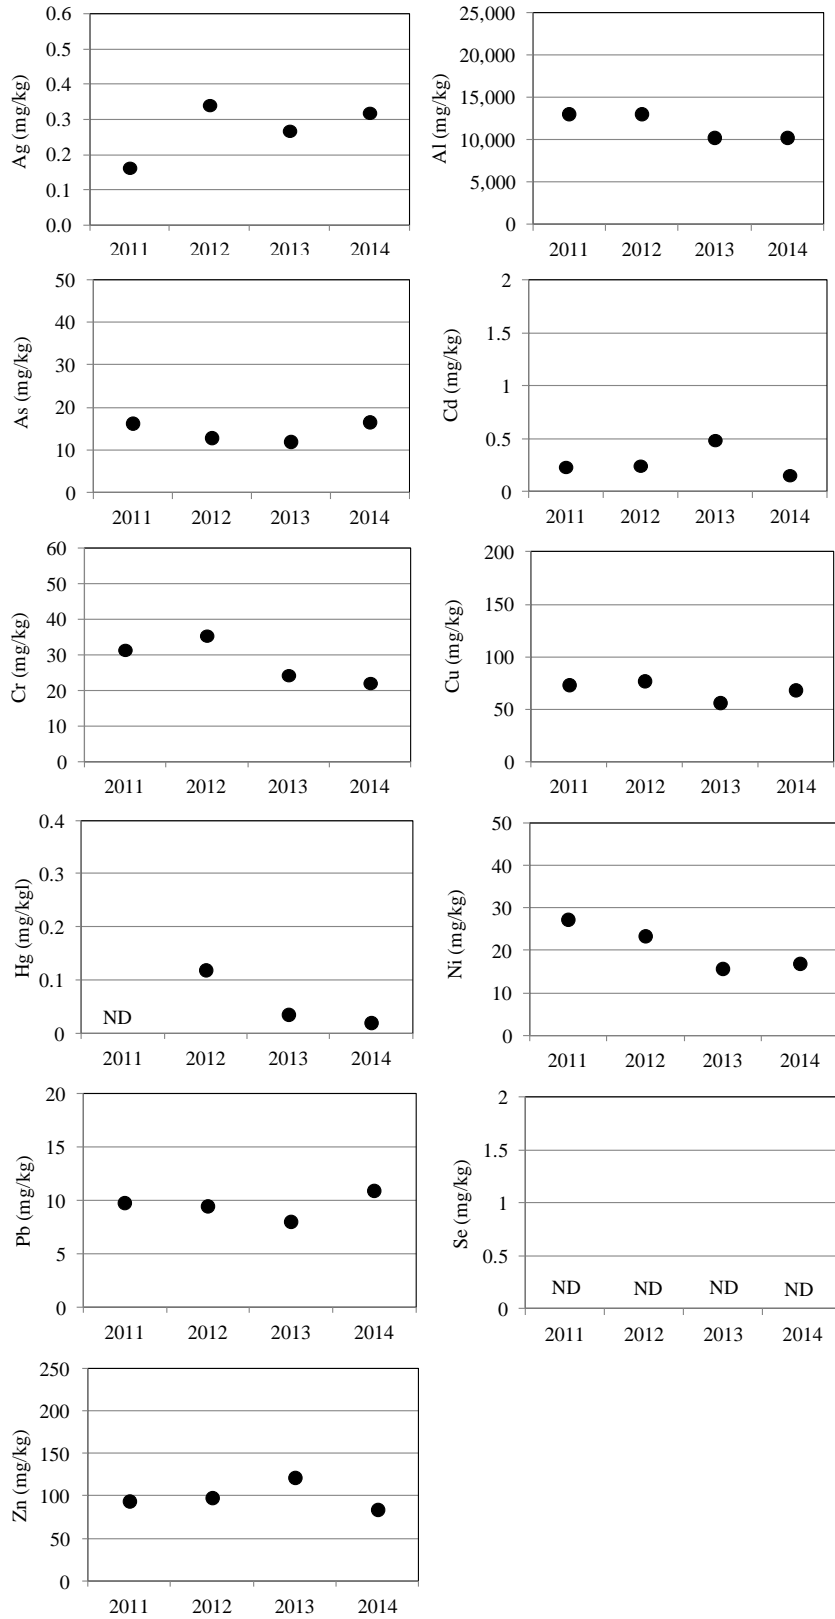 Ag (mg/kg)
0.6
0.5
0.4
0.3
0.2
0.1
0.0
2011 2012 2013 2014
Al (mg/kg)
25,000
20,000
15,000
10,000
5,000
0
2011 2012 2013 2014
As (mg/kg)
50
40
30
20
10
0
2011 2012 2013 2014
Cd (mg/kg)
2
1.5
1
0.5
0
2011 2012 2013 2014
Cr (mg/kg)
60
50
40
30
20
10
0
2011 2012 2013 2014
Cu (mg/kg)
200
150
100
50
0
2011 2012 2013 2014
Hg (mg/kgl)
0.4
0.3
0.2
0.1
0
ND
2011 2012 2013 2014
Ni (mg/kg)
50
40
30
20
10
0
2011 2012 2013 2014
Pb (mg/kg)
20
15
10
5
0
2011 2012 2013 2014
Se (mg/kg)
2
1.5
1
0.5
0
ND ND ND ND
2011 2012 2013 2014
Zn (mg/kg)
250
200
150
100
50
0
2011 2012 2013 2014